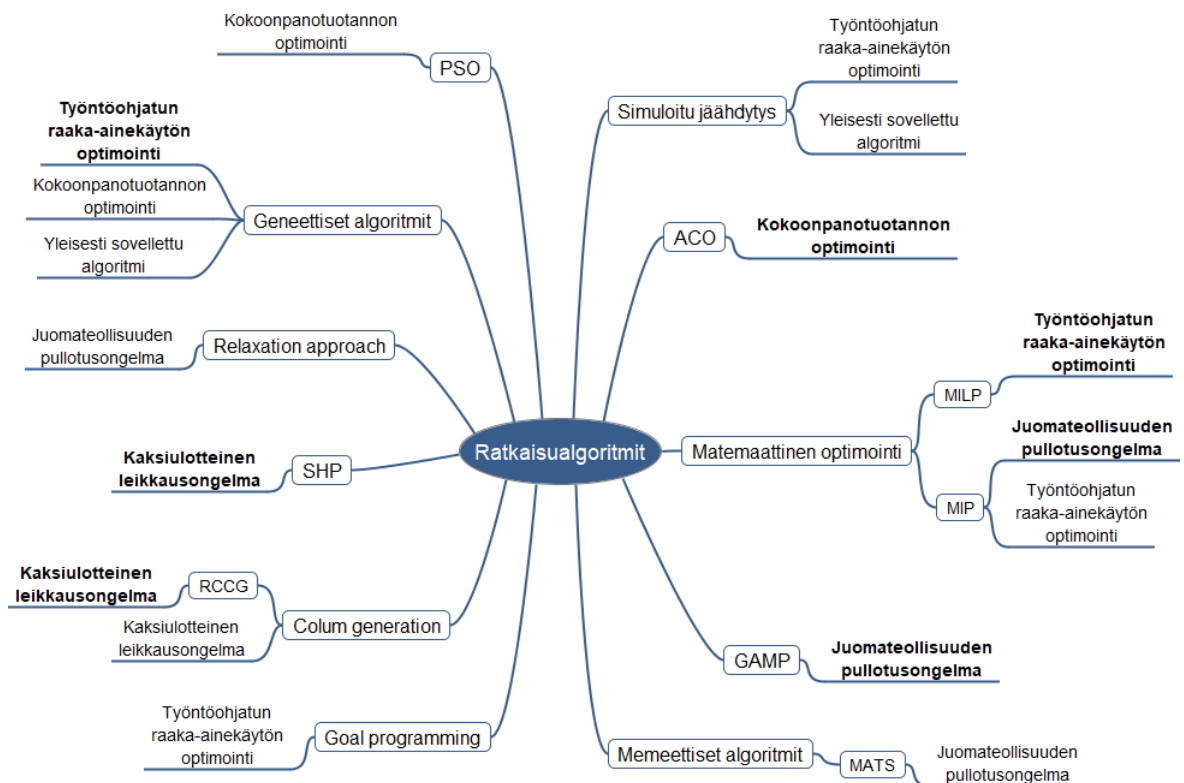 Kokoonpanotuotannon
optimointi
PSO
Työntöohjatun
raaka-ainekäytön
optimointi
Kokoonpanotuotannon
optimointi
Yleisesti sovellettu
algoritmi
Geneettiset algoritmit
Juomateollisuuden
pullotusongelma
Relaxation approach
Kaksiulotteinen
leikkausongelma
SHP
Kaksiulotteinen
leikkausongelma
RCCG
Kaksiulotteinen
leikkausongelma
Colum generation
Työntöohjatun
raaka-ainekäytön
optimointi
Goal programming
Ratkaisualgoritmit
Simuloitu jäähdytys
Työntöohjatun
raaka-ainekäytön
optimointi
Yleisesti sovellettu
algoritmi
ACO
Kokoonpanotuotannon
optimointi
Matemaattinen optimointi
MILP
Työntöohjatun
raaka-ainekäytön
optimointi
MIP
Juomateollisuuden
pullotusongelma
Työntöohjatun
raaka-ainekäytön
optimointi
GAMP
Juomateollisuuden
pullotusongelma
Memeettiset algoritmit
MATS
Juomateollisuuden
pullotusongelma